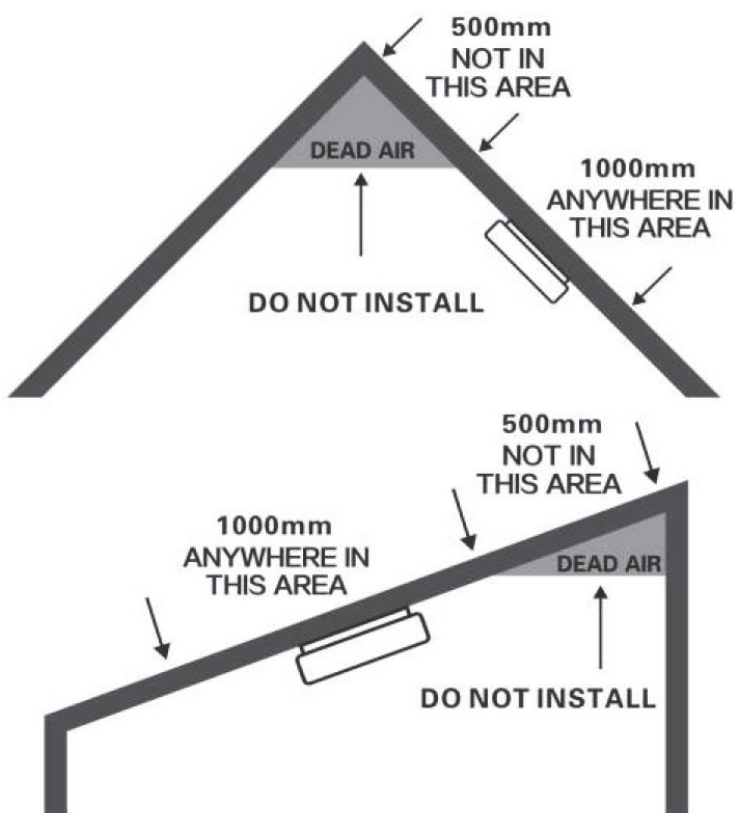 500mm
NOT IN
THIS AREA
DEAD AIR
1000mm
ANYWHERE IN
THIS AREA
DO NOT INSTALL
500mm
NOT IN
THIS AREA
1000mm
ANYWHERE IN
THIS AREA
DEAD AIR
DO NOT INSTALL